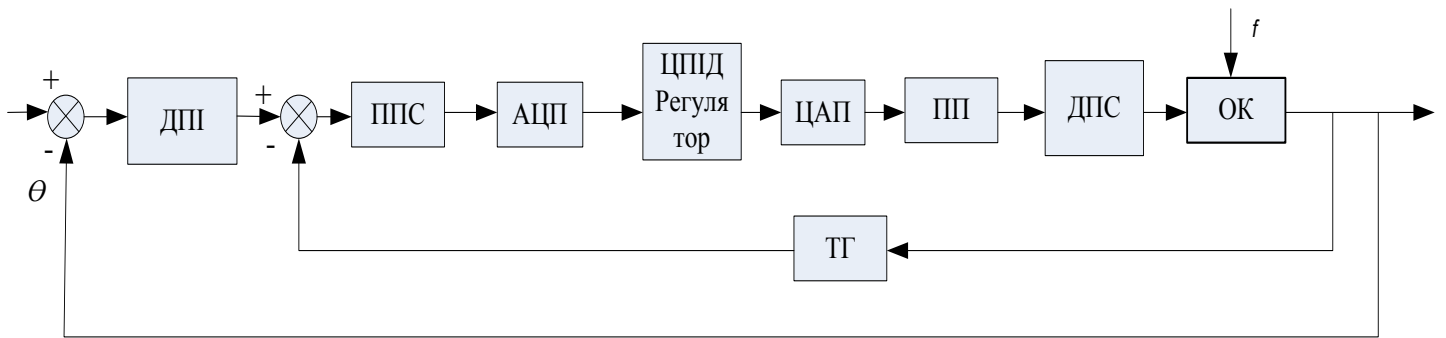 f
+
-
θ
ДПІ
+
-
ППС
АЦП
ЦПІД
Регуля
тор
ЦАП
ПП
ДПС
ОК
ТГ